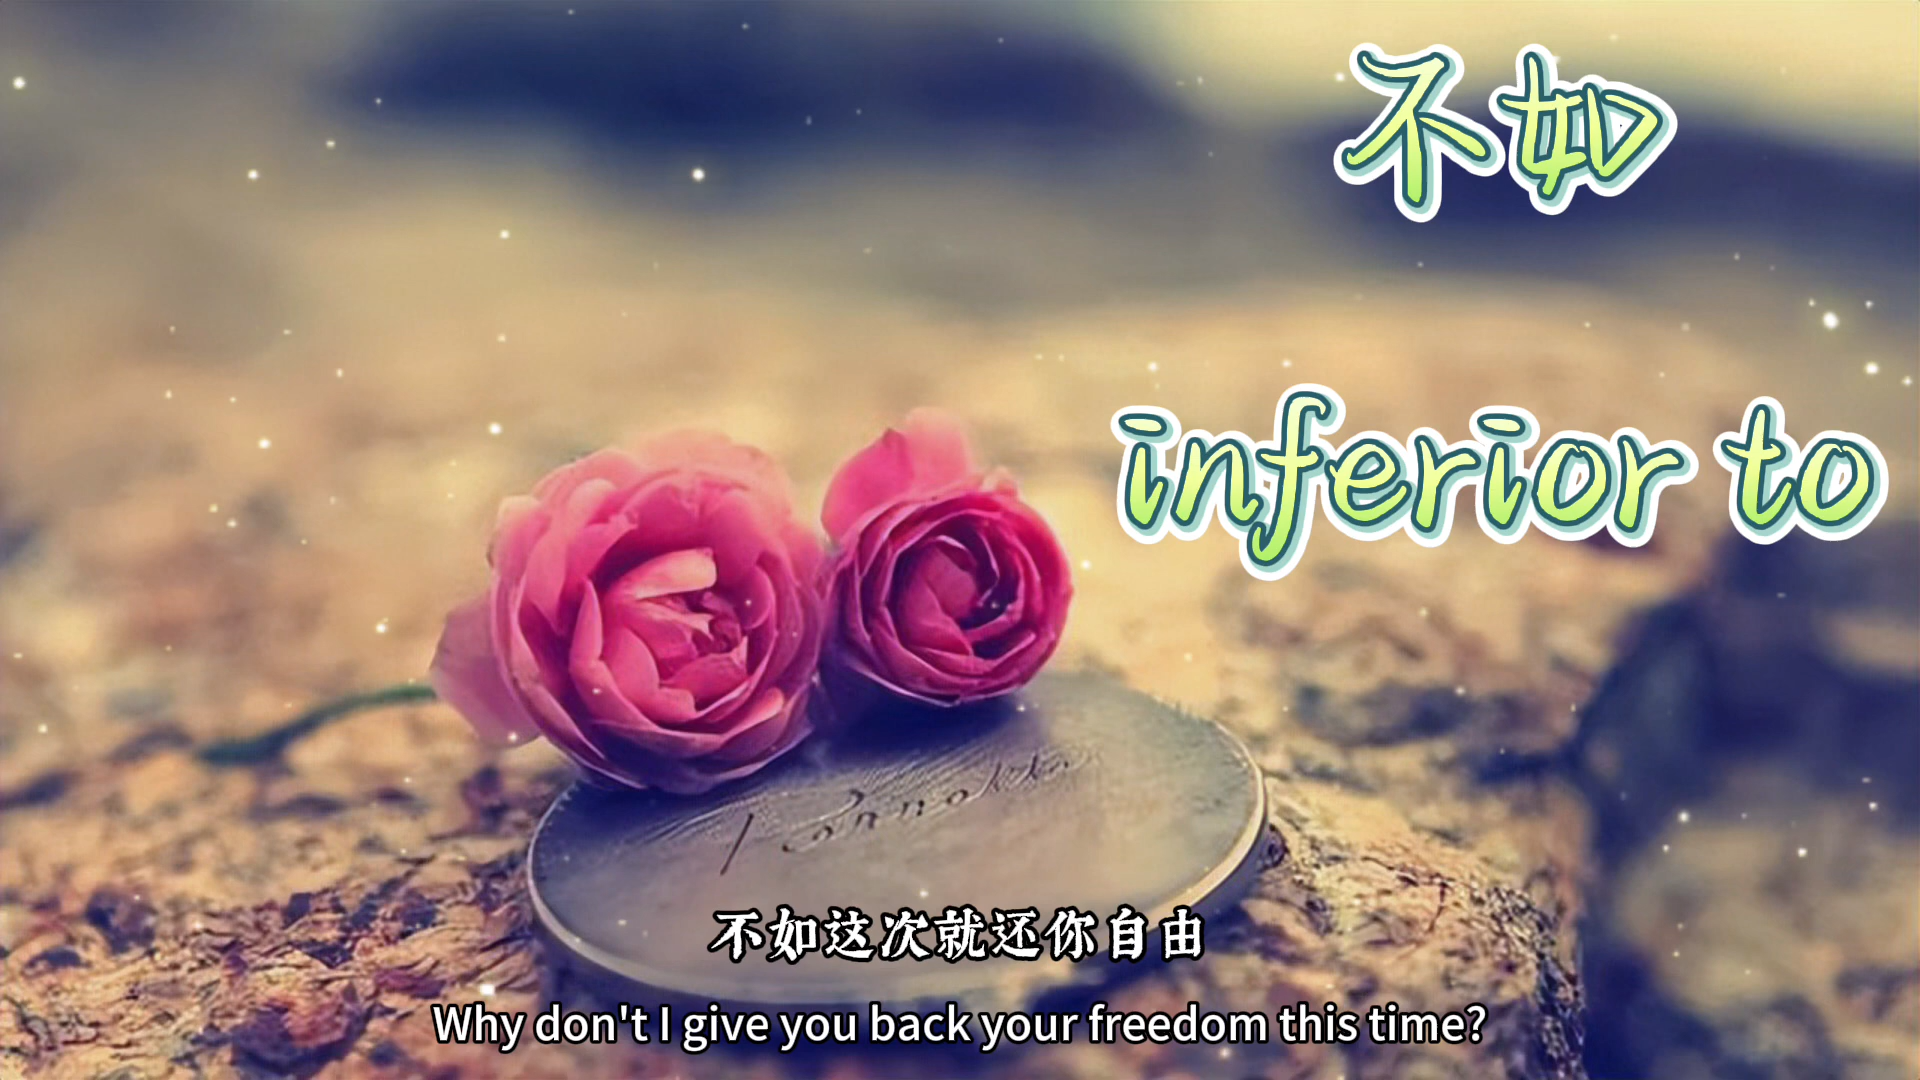 不如
inferior to
不如这次就还你自由
Why don't I give you back your freedom this time?